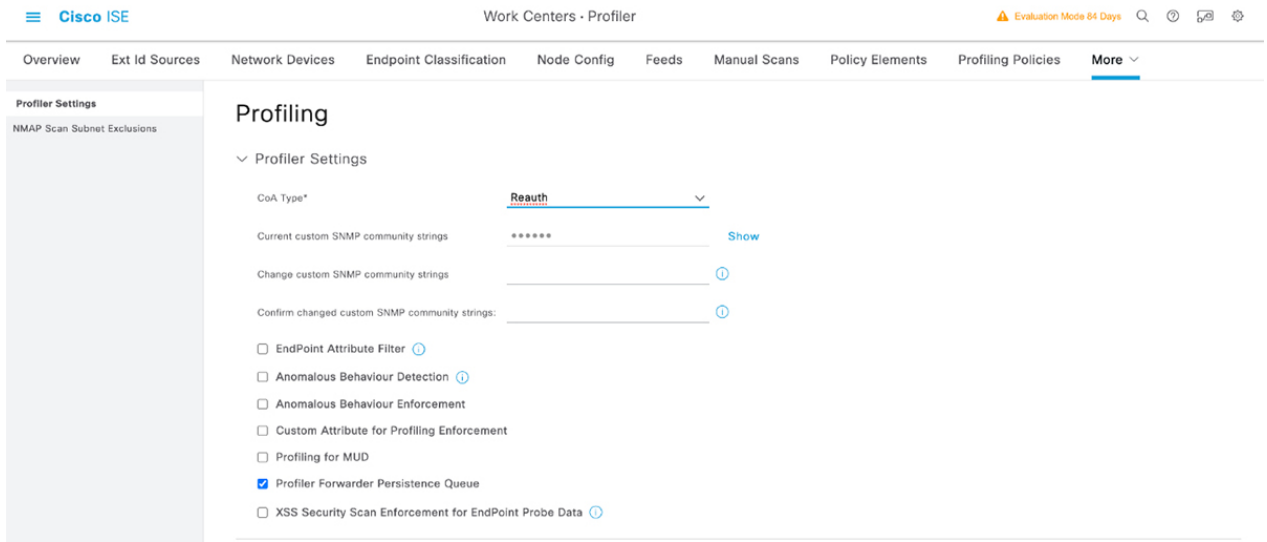 Cisco ISE
Work Centers · Profiler
Evaluation Mode 84 Days
Overview Ext Id Sources Network Devices Endpoint Classification Node Config Feeds Manual Scans Policy Elements Profiling Policies More
Profiler Settings
NMAP Scan Subnet Exclusions
Profiling
Profiler Settings
CoA Type* Reauth
Current custom SNMP community strings •••••• Show
Change custom SNMP community strings
Confirm changed custom SNMP community strings:
EndPoint Attribute Filter
Anomalous Behaviour Detection
Anomalous Behaviour Enforcement
Custom Attribute for Profiling Enforcement
Profiling for MUD
Profiler Forwarder Persistence Queue
XSS Security Scan Enforcement for EndPoint Probe Data